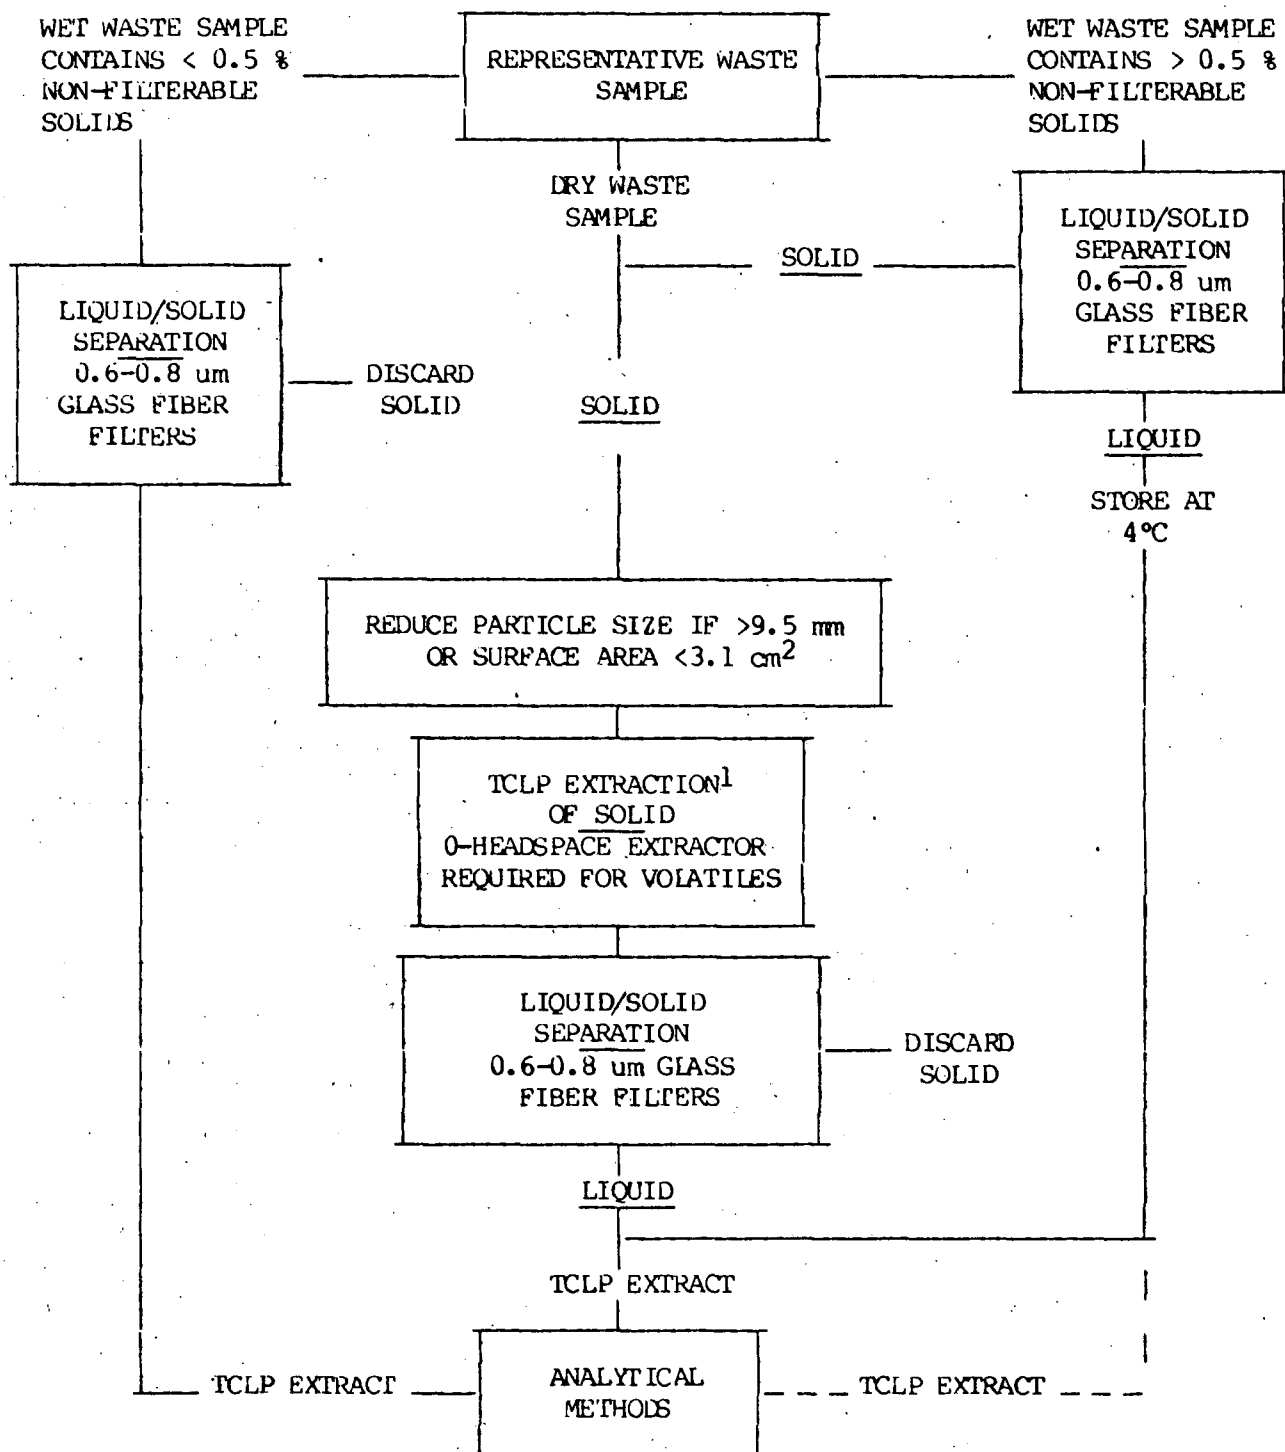 WET WASTE SAMPLE
CONTAINS < 0.5 %
NON-FILTERABLE
SOLIDS
REPRESENTATIVE WASTE
SAMPLE
WET WASTE SAMPLE
CONTAINS > 0.5 %
NON-FILTERABLE
SOLIDS
DRY WASTE
SAMPLE
LIQUID/SOLID
SEPARATION
0.6-0.8 um
GLASS FIBER
FILTERS
SOLID
LIQUID/SOLID
SEPARATION
0.6-0.8 um
GLASS FIBER
FILTERS
DISCARD
SOLID
SOLID
LIQUID
STORE AT
4°C
REDUCE PARTICLE SIZE IF >9.5 mm
OR SURFACE AREA <3.1 cm²
TCLP EXTRACTION¹
OF SOLID
0-HEADSPACE EXTRACTOR
REQUIRED FOR VOLATILES
LIQUID/SOLID
SEPARATION
0.6-0.8 um GLASS
FIBER FILTERS
DISCARD
SOLID
LIQUID
TCLP EXTRACT
TCLP EXTRACT
ANALYTICAL
METHODS
TCLP EXTRACT